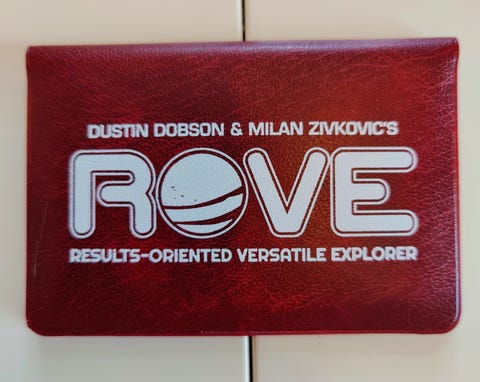 DUSTIN DOBSON & MILAN ZIVKOVIC'S
ROVE
RESULTS-ORIENTED VERSATILE EXPLORER